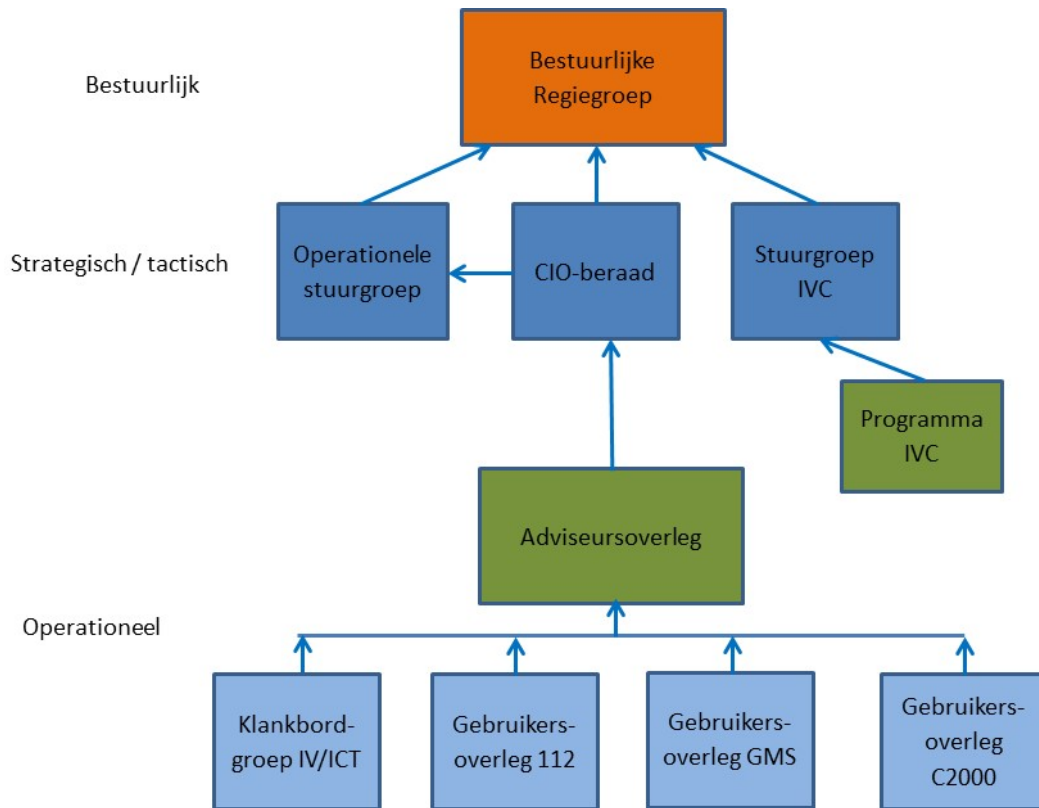 Bestuurlijk
Bestuurlijke
Regiegroep
Strategisch / tactisch
Operationele
stuurgroep
CIO-beraad
Stuurgroep
IVC
Programma
IVC
Adviseursoverleg
Operationeel
Klankbord-
groep IV/ICT
Gebruikers-
overleg 112
Gebruikers-
overleg GMS
Gebruikers-
overleg
C2000